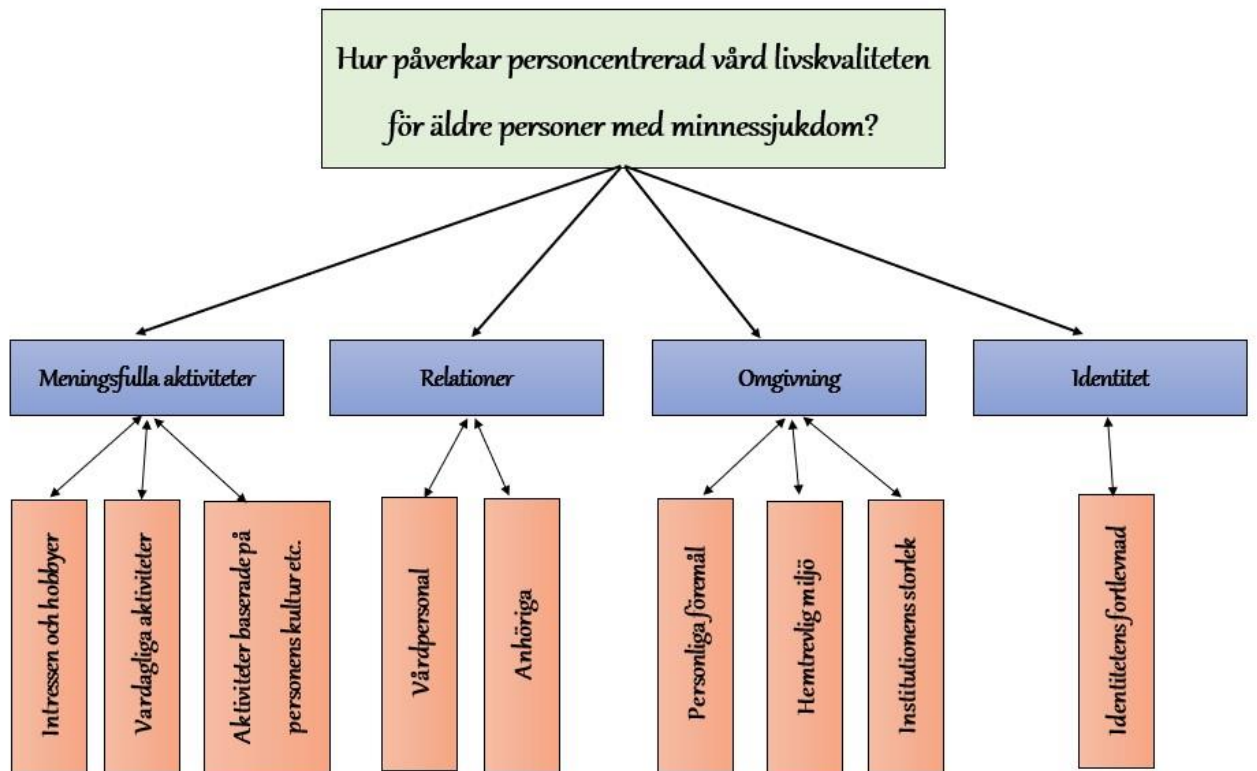 Hur påverkar personcentrerad vård livskvaliteten
för äldre personer med minnessjukdom?
Meningsfulla aktiviteter
Relationer
Omgivning
Identitet
Intressen och hobbyer
Vardagliga aktiviteter
Aktiviteter baserade på
personens kultur etc.
Vårdpersonal
Anhöriga
Personliga föremål
Hemtrevlig miljö
Institutionens storlek
Identitetens fortlevnad